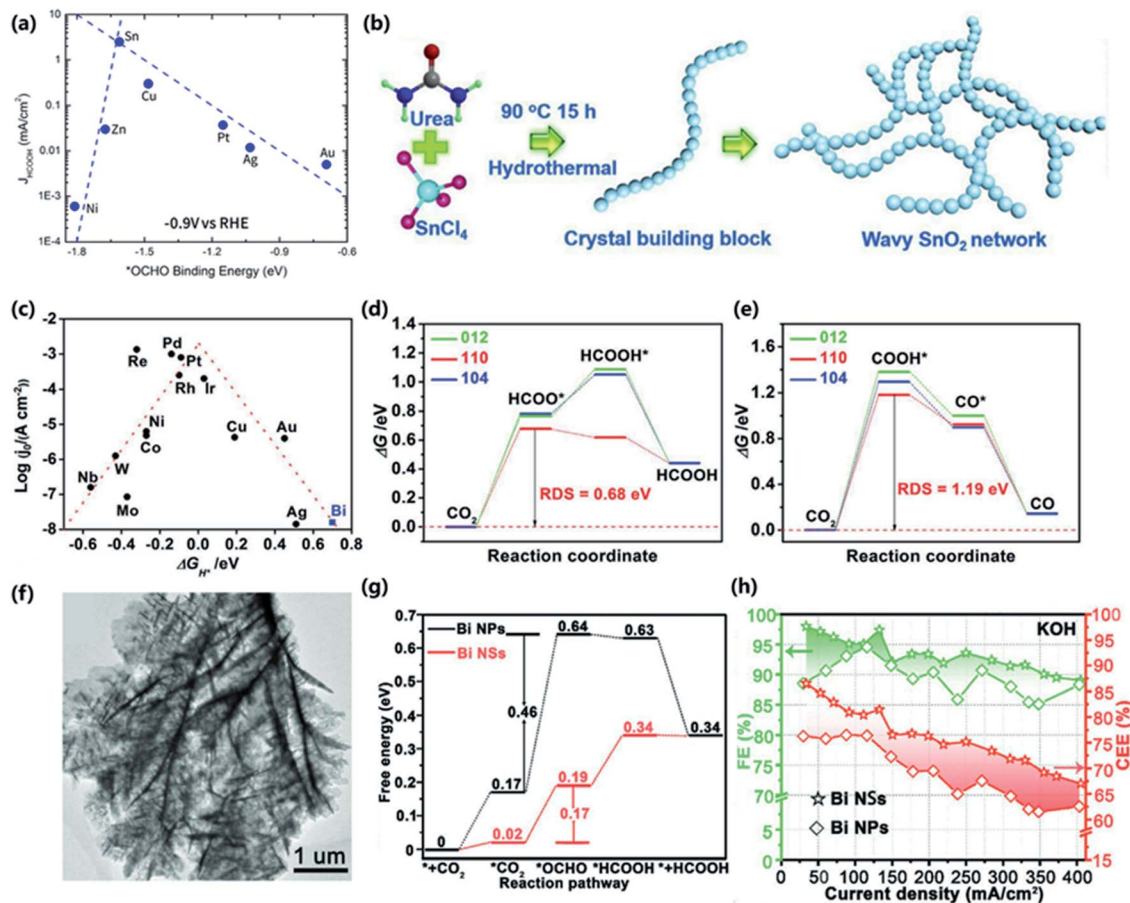 (a)
10
1
0.1
0.01
1E-3
1E-4
J_HCOOH (mA/cm²)
Sn
Cu
Zn
Pt
Ag
Au
Ni
-0.9V vs RHE
-1.8 -1.5 -1.2 -0.9 -0.6
*OCHO Binding Energy (eV)
(b)
Urea
SnCl₄
90 °C 15 h
Hydrothermal
Crystal building block
Wavy SnO₂ network
(c)
-2
-3
-4
-5
-6
-7
-8
Log (j₀/(A cm⁻²))
Re
Pd
Pt
Rh
Ir
Ni
Co
Cu
Au
W
Nb
Mo
Ag
Bi
-0.6 -0.4 -0.2 0.0 0.2 0.4 0.6 0.8
ΔG_H* /eV
(d)
1.4
1.2
1.0
0.8
0.6
0.4
0.2
0.0
ΔG /eV
012
110
104
HCOOH*
HCOO*
HCOOH
RDS = 0.68 eV
CO₂
Reaction coordinate
(e)
1.6
1.2
0.8
0.4
0.0
ΔG /eV
012
110
104
COOH*
CO*
RDS = 1.19 eV
CO₂
CO
Reaction coordinate
(f)
1 um
(g)
0.7
0.6
0.5
0.4
0.3
0.2
0.1
0
Free energy (eV)
Bi NPs
Bi NSs
0.64
0.63
0.46
0.34
0.34
0.17
0.19
0.17
0.02
0
*+CO₂ *CO₂ *OCHO *HCOOH *+HCOOH
Reaction pathway
(h)
100
95
90
85
80
75
70
5
0
FE (%)
KOH
Bi NSs
Bi NPs
100
95
90
85
80
75
70
65
60
15
CEE (%)
50 100 150 200 250 300 350 400
Current density (mA/cm²)